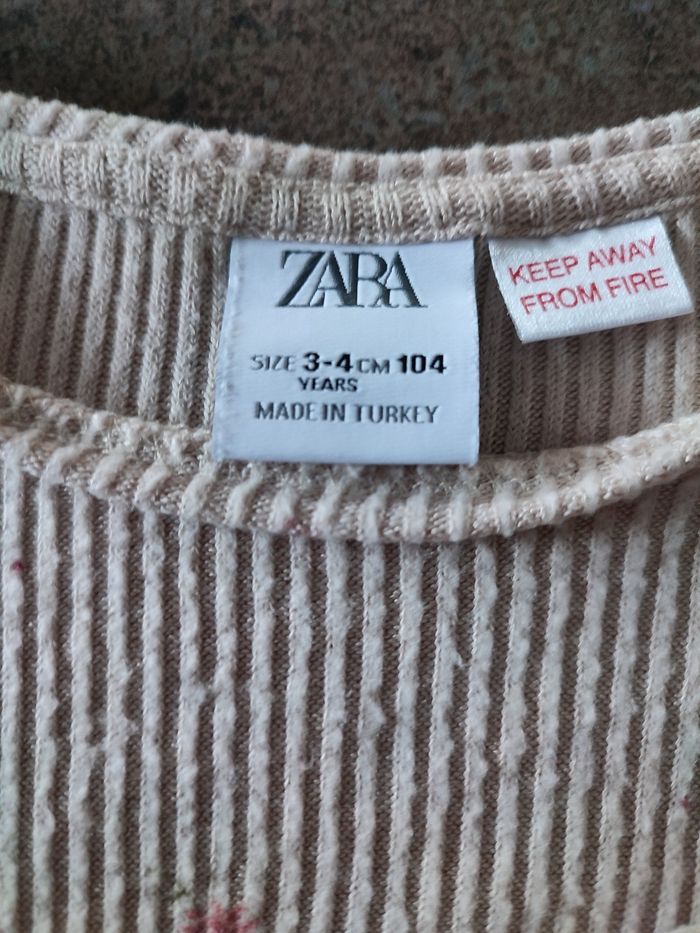 ZARA
SIZE 3-4 CM 104
YEARS
MADE IN TURKEY
KEEP AWAY
FROM FIRE